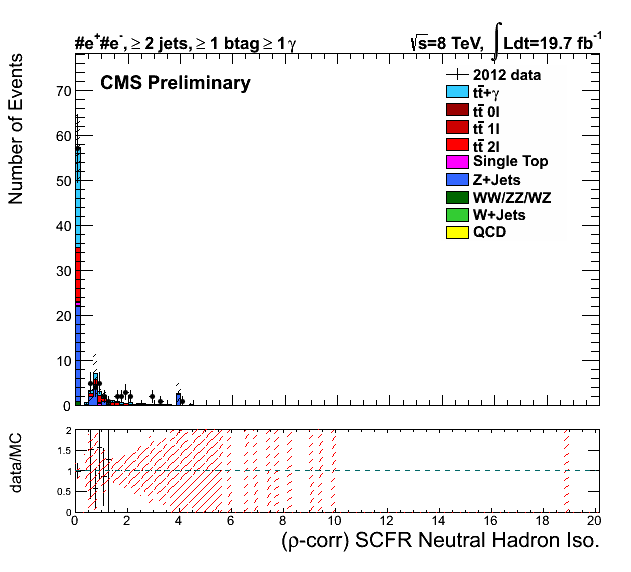 #e⁺#e⁻, ≥ 2 jets, ≥ 1 btag ≥ 1 γ
√s=8 TeV, ∫Ldt=19.7 fb⁻¹
CMS Preliminary
2012 data
tt̄+γ
tt̄ 0l
tt̄ 1l
tt̄ 2l
Single Top
Z+Jets
WW/ZZ/WZ
W+Jets
QCD
Number of Events
70
60
50
40
30
20
10
0
data/MC
2
1.5
1
0.5
0
0 2 4 6 8 10 12 14 16 18 20
(ρ-corr) SCFR Neutral Hadron Iso.